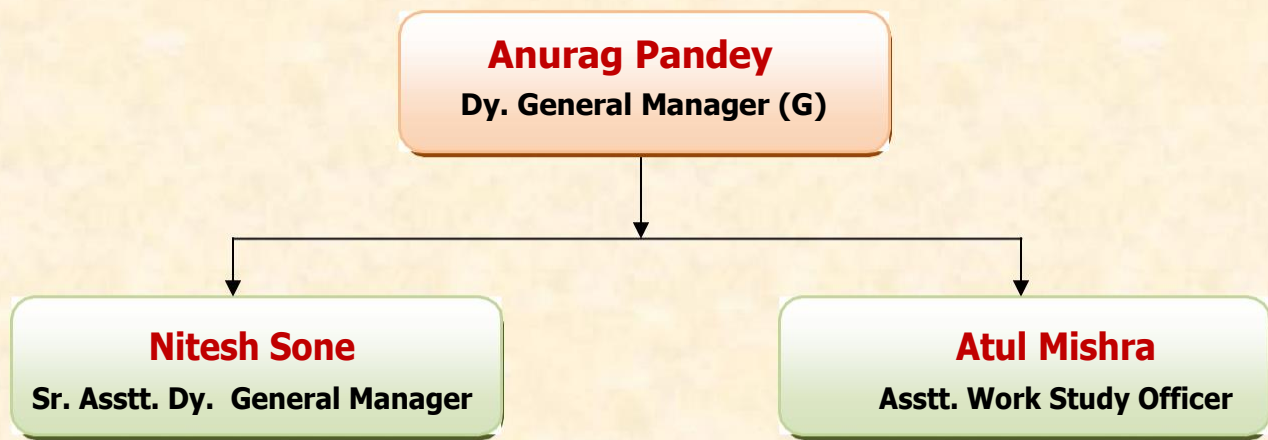 Anurag Pandey
Dy. General Manager (G)
Nitesh Sone
Sr. Asstt. Dy. General Manager
Atul Mishra
Asstt. Work Study Officer